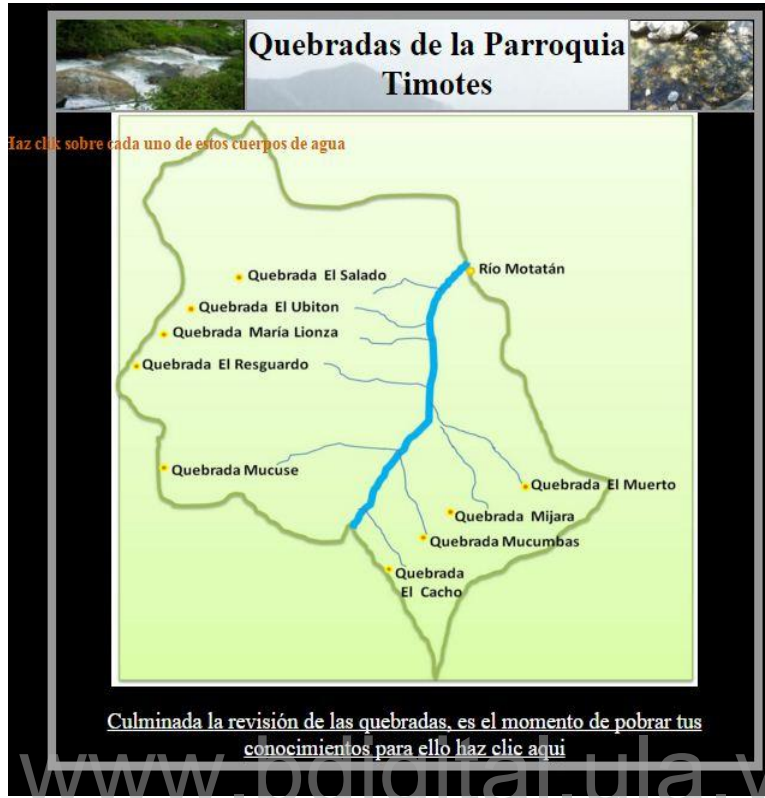 Quebradas de la Parroquia
Timotes
Haz clik sobre cada uno de estos cuerpos de agua
Quebrada El Salado
Río Motatán
Quebrada El Ubiton
Quebrada María Lionza
Quebrada El Resguardo
Quebrada Mucuse
Quebrada El Muerto
Quebrada Mijara
Quebrada Mucumbas
Quebrada
El Cacho
Culminada la revisión de las quebradas, es el momento de pobrar tus
conocimientos para ello haz clic aqui
www.bdigital.ula.v